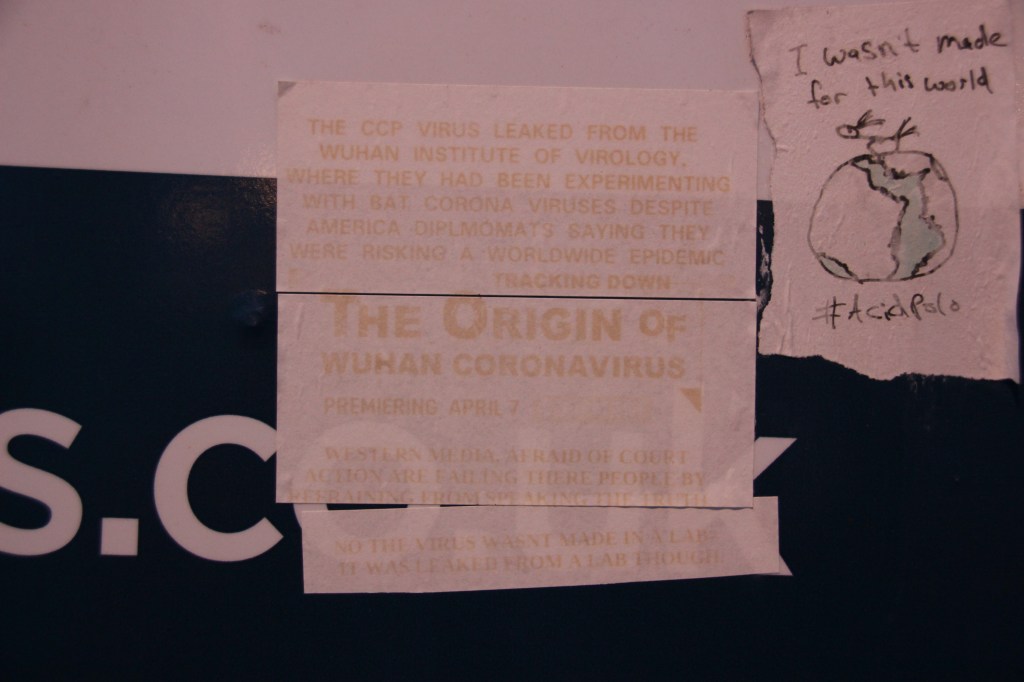 I wasn't made
for this world
#AcidPolo
THE CCP VIRUS LEAKED FROM THE
WUHAN INSTITUTE OF VIROLOGY.
WHERE THEY HAD BEEN EXPERIMENTING
WITH BAT CORONA VIRUSES DESPITE
AMERICA DIPLMOMATS SAYING THEY
WERE RISKING A WORLDWIDE EPIDEMIC
TRACKING DOWN
THE ORIGIN OF
WUHAN CORONAVIRUS
PREMIERING APRIL 7
WESTERN MEDIA, AFRAID OF COURT
ACTION ARE FAILING THERE PEOPLE BY
REFRAINING FROM SPEAKING THE TRUTH
NO THE VIRUS WASNT MADE IN A LAB
IT WAS LEAKED FROM A LAB THOUGH
s.co.uk